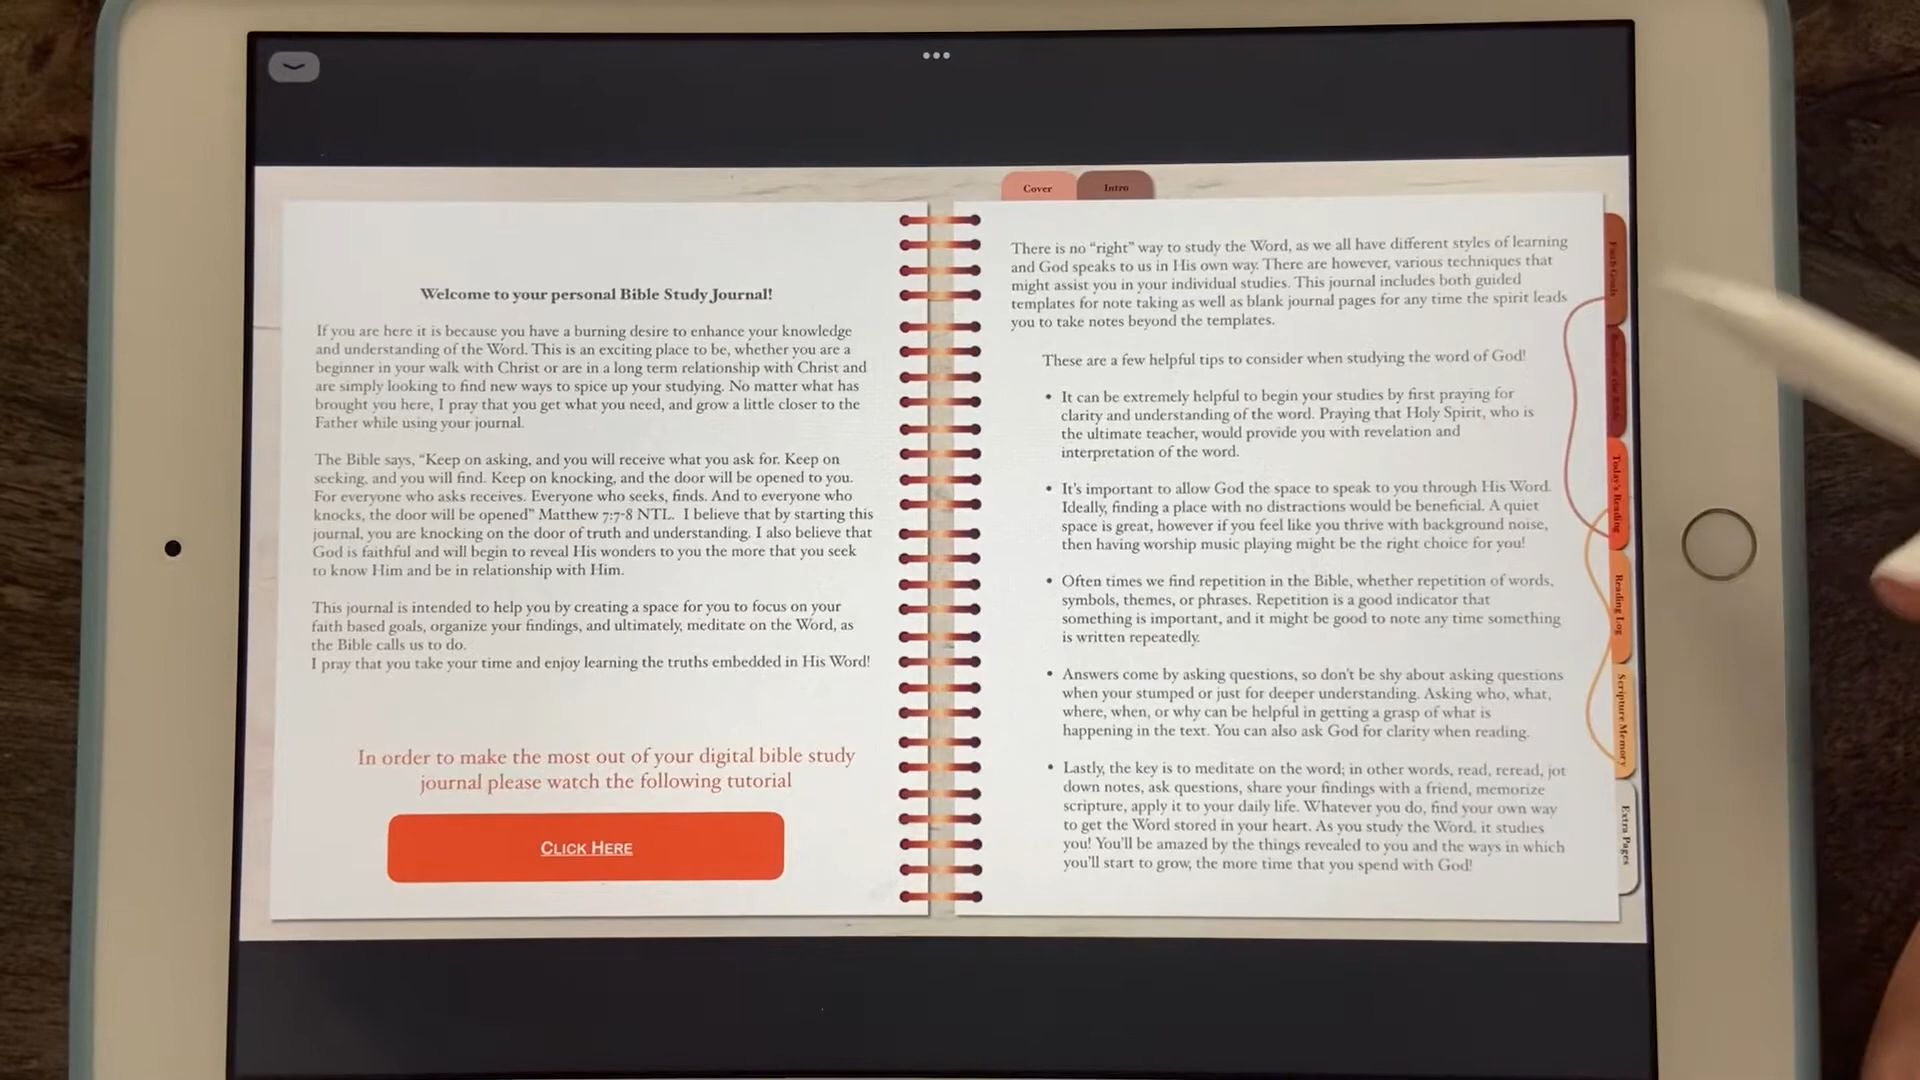 Cover
Intro
Welcome to your personal Bible Study Journal!
If you are here it is because you have a burning desire to enhance your knowledge
and understanding of the Word. This is an exciting place to be, whether you are a
beginner in your walk with Christ or are in a long term relationship with Christ and
are simply looking to find new ways to spice up your studying. No matter what has
brought you here, I pray that you get what you need, and grow a little closer to the
Father while using your journal.
The Bible says, “Keep on asking, and you will receive what you ask for. Keep on
seeking, and you will find. Keep on knocking, and the door will be opened to you.
For everyone who asks receives. Everyone who seeks, finds. And to everyone who
knocks, the door will be opened” Matthew 7:7-8 NTL. I believe that by starting this
journal, you are knocking on the door of truth and understanding. I also believe that
God is faithful and will begin to reveal His wonders to you the more that you seek
to know Him and be in relationship with Him.
This journal is intended to help you by creating a space for you to focus on your
faith based goals, organize your findings, and ultimately, meditate on the Word, as
the Bible calls us to do.
I pray that you take your time and enjoy learning the truths embedded in His Word!
In order to make the most out of your digital bible study
journal please watch the following tutorial
CLICK HERE
There is no “right” way to study the Word, as we all have different styles of learning
and God speaks to us in His own way. There are however, various techniques that
might assist you in your individual studies. This journal includes both guided
templates for note taking as well as blank journal pages for any time the spirit leads
you to take notes beyond the templates.
These are a few helpful tips to consider when studying the word of God!
• It can be extremely helpful to begin your studies by first praying for
clarity and understanding of the word. Praying that Holy Spirit, who is
the ultimate teacher, would provide you with revelation and
interpretation of the word.
• It's important to allow God the space to speak to you through His Word.
Ideally, finding a place with no distractions would be beneficial. A quiet
space is great, however if you feel like you thrive with background noise,
then having worship music playing might be the right choice for you!
• Often times we find repetition in the Bible, whether repetition of words,
symbols, themes, or phrases. Repetition is a good indicator that
something is important, and it might be good to note any time something
is written repeatedly.
• Answers come by asking questions, so don't be shy about asking questions
when your stumped or just for deeper understanding. Asking who, what,
where, when, or why can be helpful in getting a grasp of what is
happening in the text. You can also ask God for clarity when reading.
• Lastly, the key is to meditate on the word; in other words, read, reread, jot
down notes, ask questions, share your findings with a friend, memorize
scripture, apply it to your daily life. Whatever you do, find your own way
to get the Word stored in your heart. As you study the Word, it studies
you! You'll be amazed by the things revealed to you and the ways in which
you'll start to grow, the more time that you spend with God!
Faith Goals
Today's Reading
Reading Log
Scripture Memory
Extra Pages